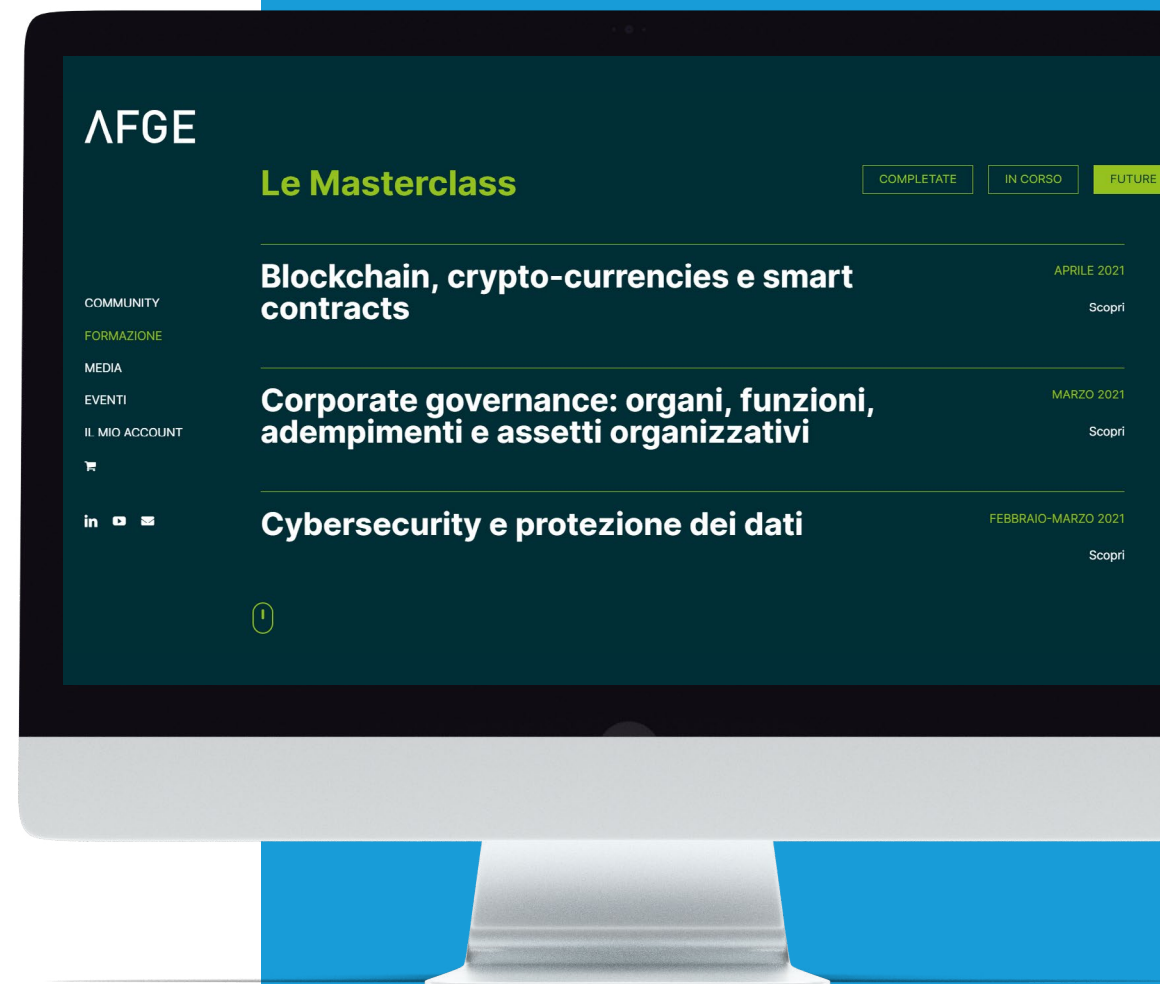 AFGE
Le Masterclass
COMPLETATE
IN CORSO
FUTURE
Blockchain, crypto-currencies e smart
contracts
APRILE 2021
Scopri
Corporate governance: organi, funzioni,
adempimenti e assetti organizzativi
MARZO 2021
Scopri
Cybersecurity e protezione dei dati
FEBBRAIO-MARZO 2021
Scopri
COMMUNITY
FORMAZIONE
MEDIA
EVENTI
IL MIO ACCOUNT
in